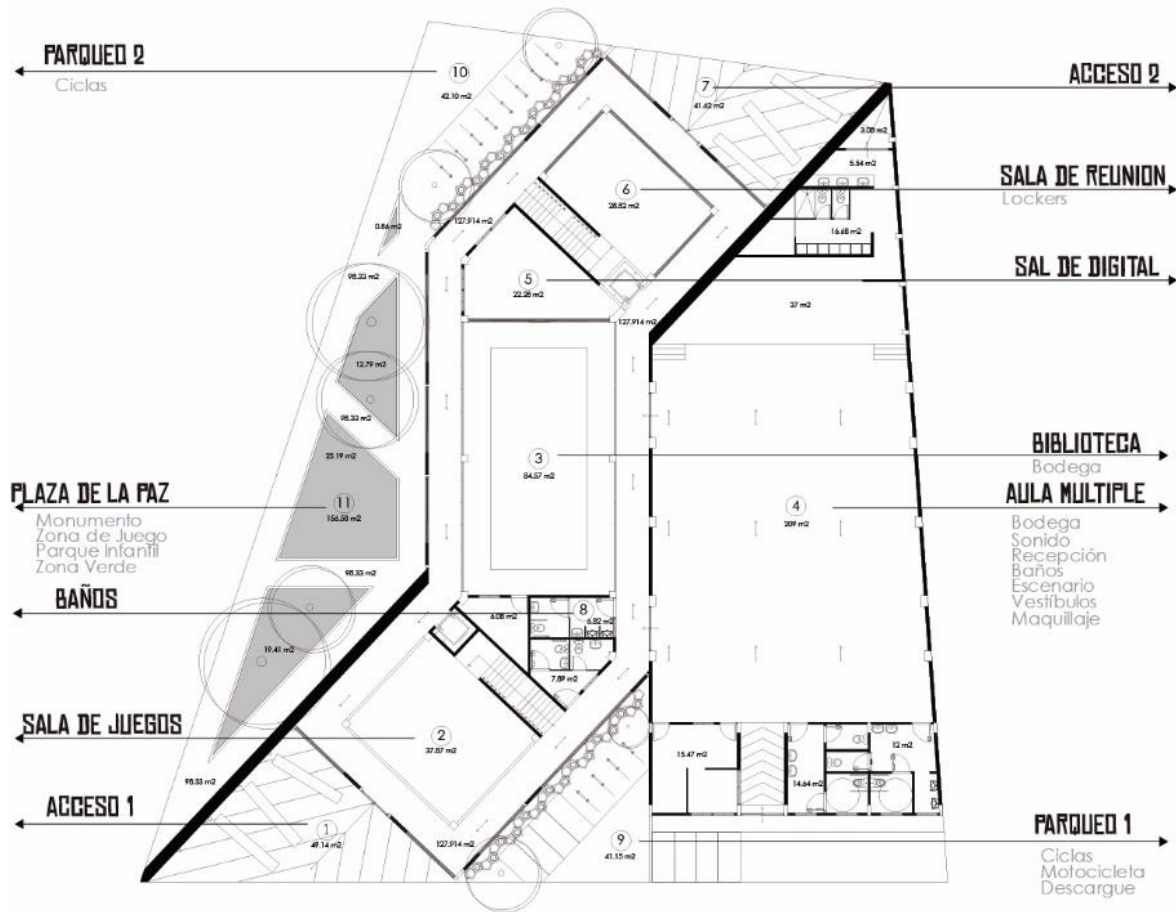 PARQUEO 2
Ciclas
10
42.10 m2
7
41.62 m2
ACCESO 2
3.08 m2
5.54 m2
6
28.82 m2
SALA DE REUNION
Lockers
0.86 m2
127.914 m2
16.68 m2
98.33 m2
5
22.28 m2
SAL DE DIGITAL
37 m2
127.914 m2
12.79 m2
98.33 m2
25.19 m2
3
84.57 m2
BIBLIOTECA
Bodega
PLAZA DE LA PAZ
Monumento
Zona de Juego
Parque Infantil
Zona Verde
11
156.58 m2
4
209 m2
AULA MULTIPLE
Bodega
Sonido
Recepción
Baños
Escenario
Vestíbulos
Maquillaje
98.33 m2
BAÑOS
6.08 m2
8
6.82 m2
19.41 m2
7.89 m2
SALA DE JUEGOS
2
37.87 m2
15.47 m2
12 m2
14.64 m2
98.33 m2
ACCESO 1
1
49.14 m2
127.914 m2
9
41.15 m2
PARQUEO 1
Ciclas
Motocicleta
Descargue